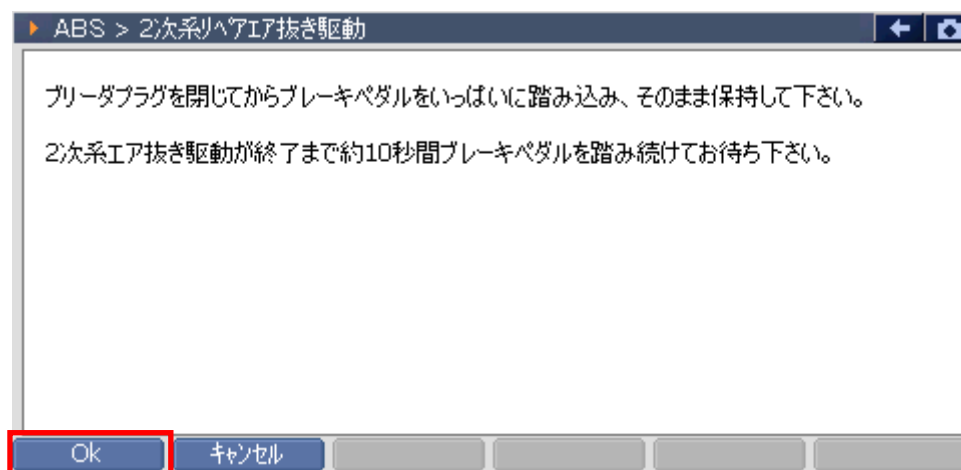 ABS > 2次系リペアエア抜き駆動
ブリーダプラグを閉じてからブレーキペダルをいっぱいに踏み込み、そのまま保持して下さい。
2次系エア抜き駆動が終了まで約10秒間ブレーキペダルを踏み続けてお待ち下さい。
Ok キャンセル